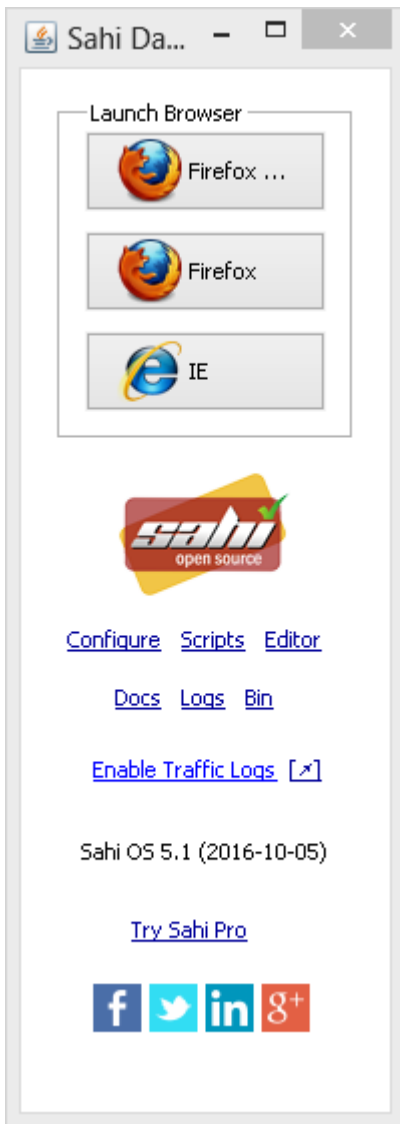 Sahi Da...
Launch Browser
Firefox ...
Firefox
IE
sahi
open source
Configure Scripts Editor
Docs Logs Bin
Enable Traffic Logs [↗]
Sahi OS 5.1 (2016-10-05)
Try Sahi Pro
f in g+